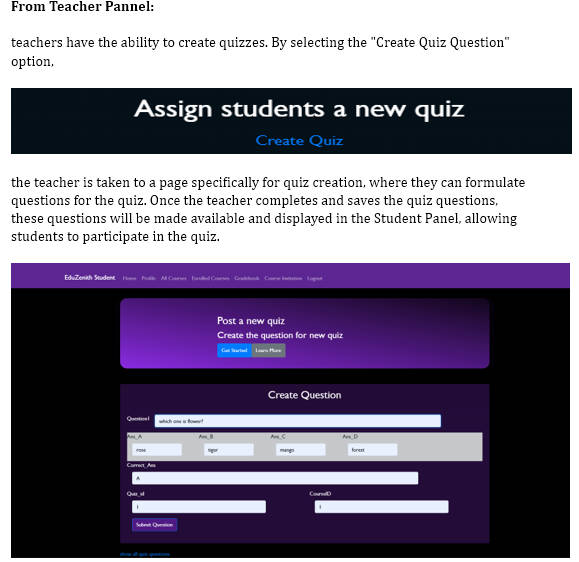 From Teacher Pannel:
teachers have the ability to create quizzes. By selecting the "Create Quiz Question"
option,
Assign students a new quiz
Create Quiz
the teacher is taken to a page specifically for quiz creation, where they can formulate
questions for the quiz. Once the teacher completes and saves the quiz questions,
these questions will be made available and displayed in the Student Panel, allowing
students to participate in the quiz.
EduZenith Student Home Profile All Courses Enrolled Courses Gradebook Course Invitation Logout
Post a new quiz
Create the question for new quiz
Get Started Learn More
Create Question
Question1 which one is flower?
Ans_A Ans_B Ans_C Ans_D
rose tiger mango forest
Correct_Ans
A
Quiz_id CourseID
1 1
Submit Question
show all quiz questions